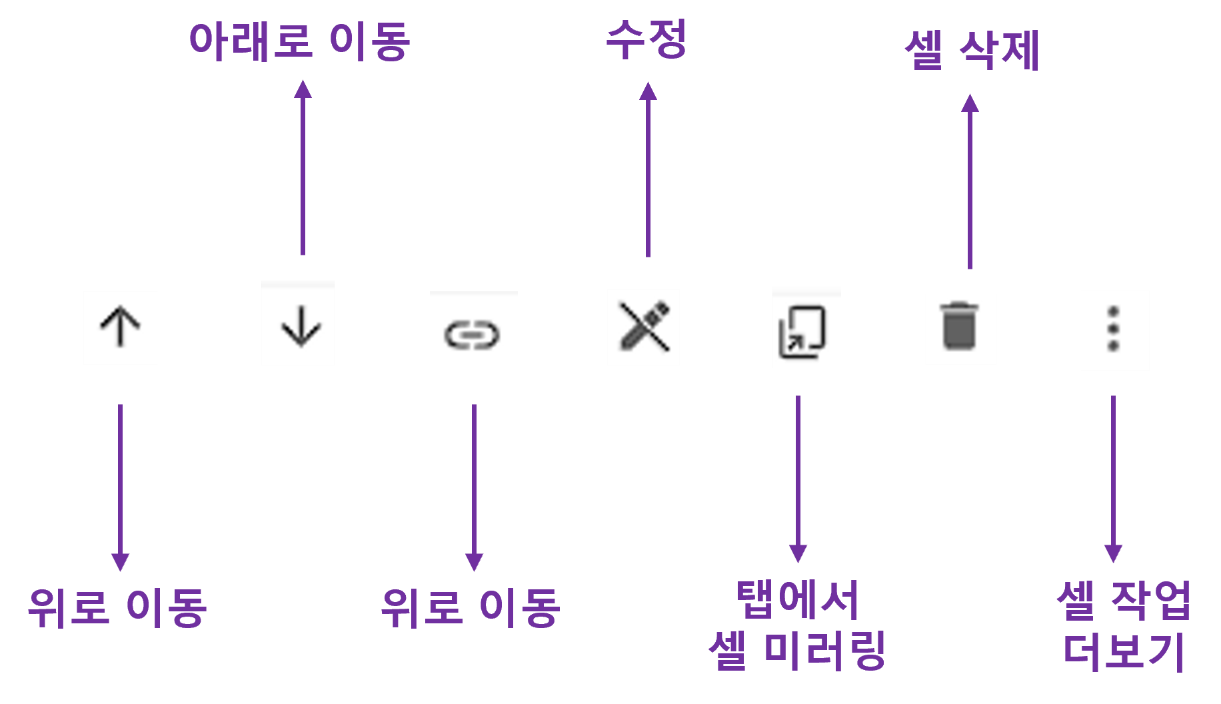 아래로 이동
수정
셀 삭제
위로 이동
위로 이동
탭에서
셀 미러링
셀 작업
더보기